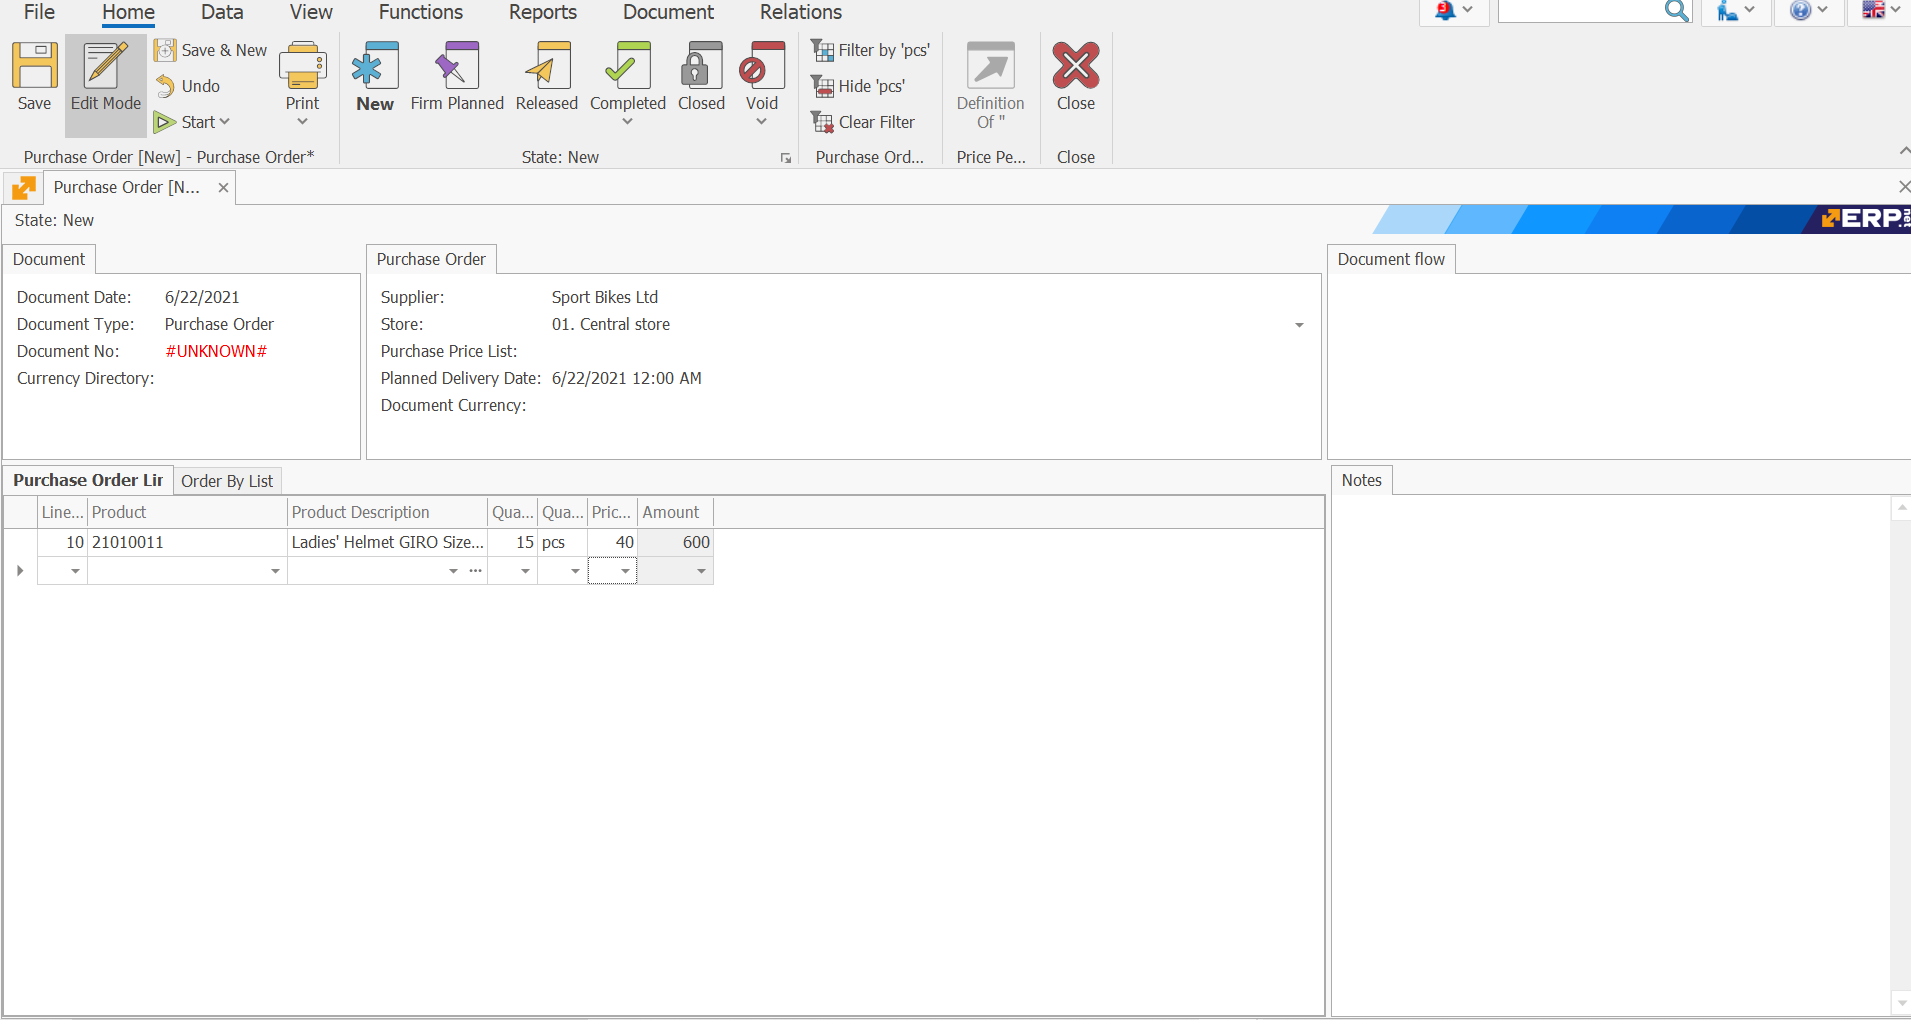 File Home Data View Functions Reports Document Relations
3
Save
Edit Mode
Save & New
Undo
Start
Print
New
Firm Planned
Released
Completed
Closed
Void
Filter by 'pcs'
Hide 'pcs'
Clear Filter
Definition
Of "
Close
Purchase Order [New] - Purchase Order*
State: New
Purchase Ord...
Price Pe...
Close
Purchase Order [N...
State: New
ERP.net
Document
Document Date: 6/22/2021
Document Type: Purchase Order
Document No: #UNKNOWN#
Currency Directory:
Purchase Order
Supplier: Sport Bikes Ltd
Store: 01. Central store
Purchase Price List:
Planned Delivery Date: 6/22/2021 12:00 AM
Document Currency:
Document flow
Purchase Order Lir
Order By List
Line... Product Product Description Qua... Qua... Pric... Amount
10 21010011 Ladies' Helmet GIRO Size... 15 pcs 40 600
Notes